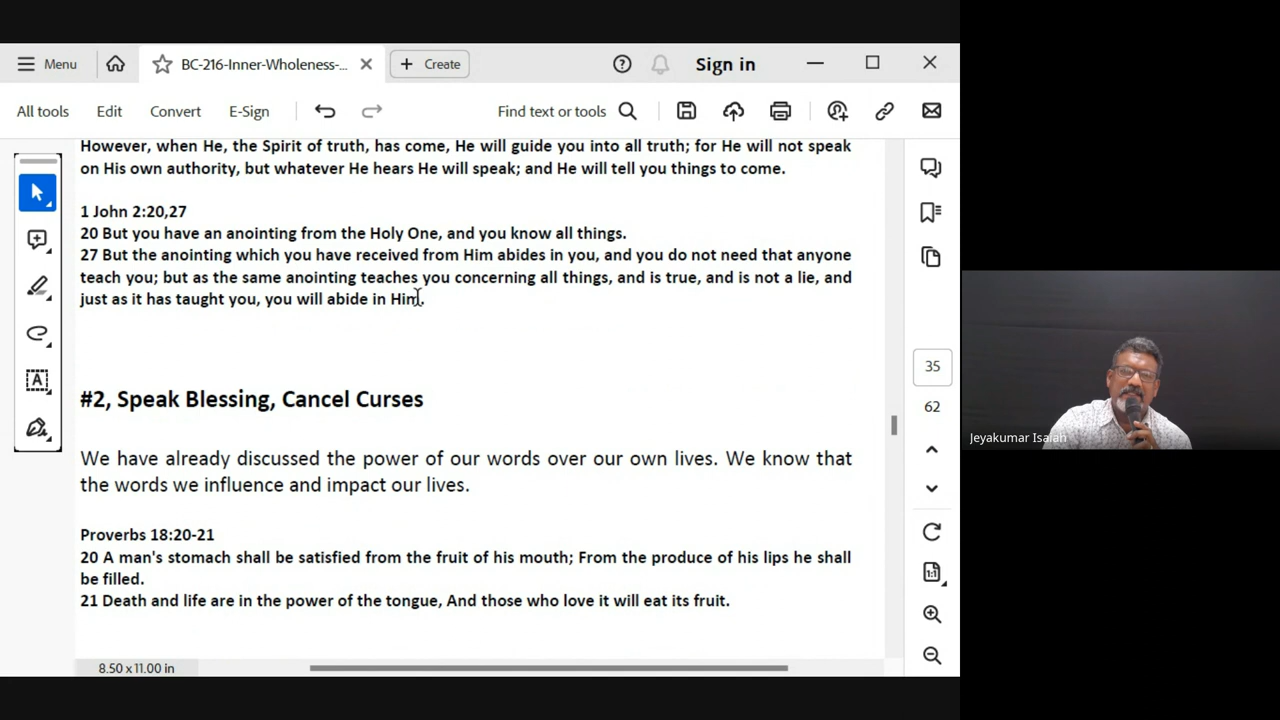 Menu
BC-216-Inner-Wholeness-...
Create
Sign in
All tools
Edit
Convert
E-Sign
Find text or tools
However, when He, the Spirit of truth, has come, He will guide you into all truth; for He will not speak
on His own authority, but whatever He hears He will speak; and He will tell you things to come.
1 John 2:20,27
20 But you have an anointing from the Holy One, and you know all things.
27 But the anointing which you have received from Him abides in you, and you do not need that anyone
teach you; but as the same anointing teaches you concerning all things, and is true, and is not a lie, and
just as it has taught you, you will abide in Him.
#2, Speak Blessing, Cancel Curses
We have already discussed the power of our words over our own lives. We know that
the words we influence and impact our lives.
Proverbs 18:20-21
20 A man's stomach shall be satisfied from the fruit of his mouth; From the produce of his lips he shall
be filled.
21 Death and life are in the power of the tongue, And those who love it will eat its fruit.
8.50 x 11.00 in
35
62
1:1
Jeyakumar Isaiah